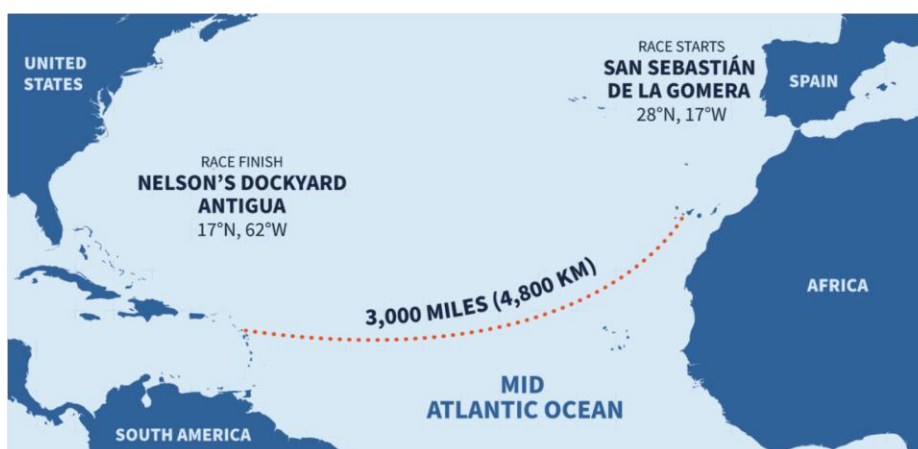 UNITED
STATES
RACE STARTS
SAN SEBASTIÁN
DE LA GOMERA
28°N, 17°W
SPAIN
RACE FINISH
NELSON'S DOCKYARD
ANTIGUA
17°N, 62°W
3,000 MILES (4,800 KM)
AFRICA
MID
ATLANTIC OCEAN
SOUTH AMERICA